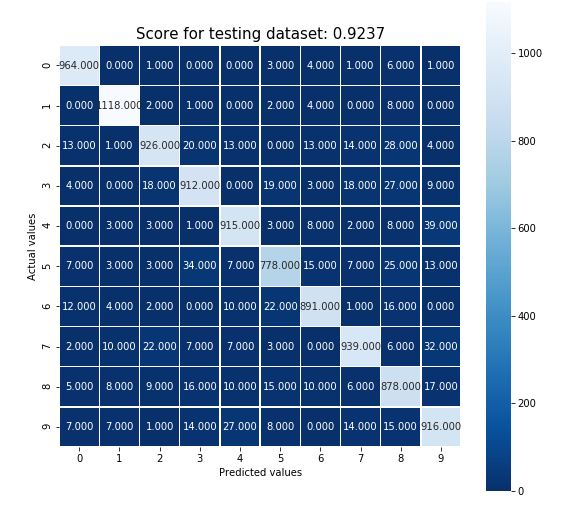 Score for testing dataset: 0.9237
0 964.000 0.000 1.000 0.000 0.000 3.000 4.000 1.000 6.000 1.000
1 0.000 1118.000 2.000 1.000 0.000 2.000 4.000 0.000 8.000 0.000
2 13.000 1.000 926.000 20.000 13.000 0.000 13.000 14.000 28.000 4.000
3 4.000 0.000 18.000 912.000 0.000 19.000 3.000 18.000 27.000 9.000
4 0.000 3.000 3.000 1.000 915.000 3.000 8.000 2.000 8.000 39.000
5 7.000 3.000 3.000 34.000 7.000 778.000 15.000 7.000 25.000 13.000
6 12.000 4.000 2.000 0.000 10.000 22.000 891.000 1.000 16.000 0.000
7 2.000 10.000 22.000 7.000 7.000 3.000 0.000 939.000 6.000 32.000
8 5.000 8.000 9.000 16.000 10.000 15.000 10.000 6.000 878.000 17.000
9 7.000 7.000 1.000 14.000 27.000 8.000 0.000 14.000 15.000 916.000
0 1 2 3 4 5 6 7 8 9
Predicted values
Actual values
1000
800
600
400
200
0